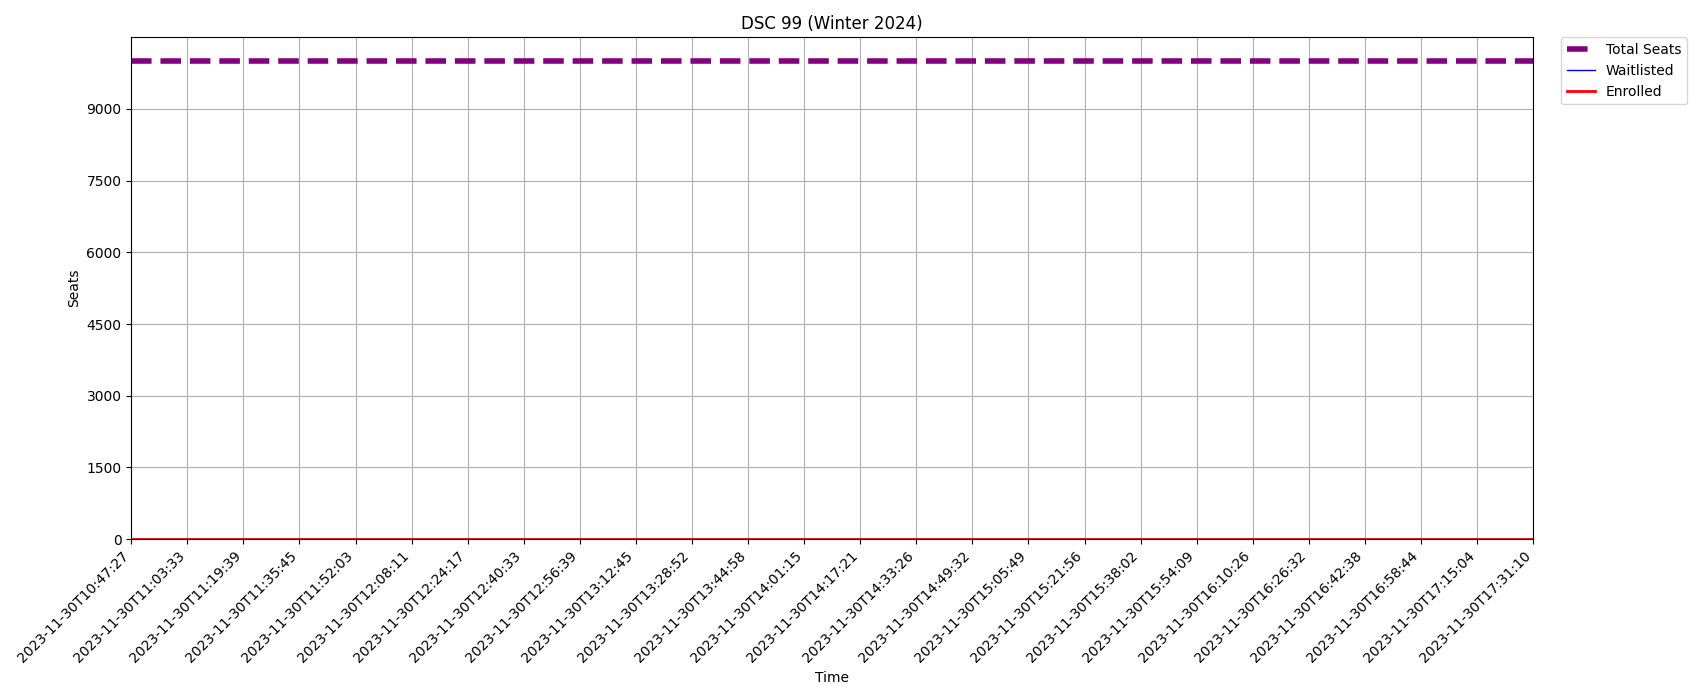 DSC 99 (Winter 2024)
Total Seats
Waitlisted
Enrolled
Seats
9000
7500
6000
4500
3000
1500
0
2023-11-30T10:47:27
2023-11-30T11:03:33
2023-11-30T11:19:39
2023-11-30T11:35:45
2023-11-30T11:52:03
2023-11-30T12:08:11
2023-11-30T12:24:17
2023-11-30T12:40:33
2023-11-30T12:56:39
2023-11-30T13:12:45
2023-11-30T13:28:52
2023-11-30T13:44:58
2023-11-30T14:01:15
2023-11-30T14:17:21
2023-11-30T14:33:26
2023-11-30T14:49:32
2023-11-30T15:05:49
2023-11-30T15:21:56
2023-11-30T15:38:02
2023-11-30T15:54:09
2023-11-30T16:10:26
2023-11-30T16:26:32
2023-11-30T16:42:38
2023-11-30T16:58:44
2023-11-30T17:15:04
2023-11-30T17:31:10
Time